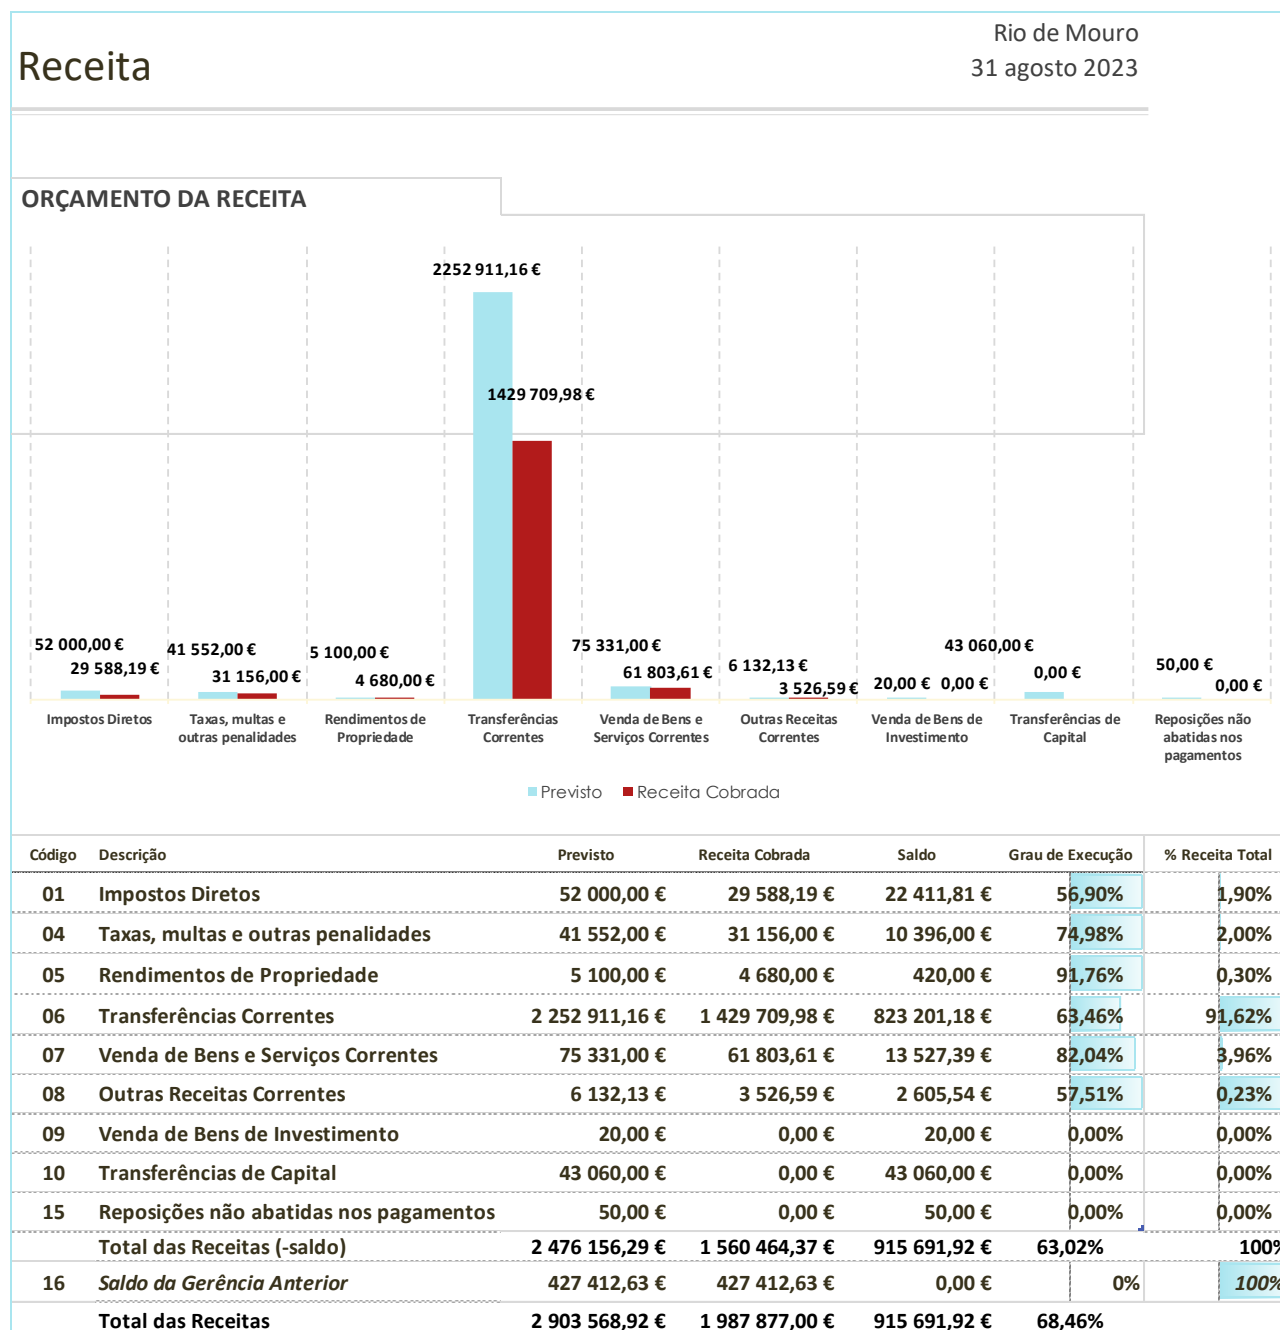 Rio de Mouro
Receita
31 agosto 2023
ORÇAMENTO DA RECEITA
2252 911,16 €
1429 709,98 €
52 000,00 €
29 588,19 €
41 552,00 €
31 156,00 €
5 100,00 €
4 680,00 €
75 331,00 €
61 803,61 €
6 132,13 €
3 526,59 €
20,00 € 0,00 €
43 060,00 €
0,00 €
50,00 €
0,00 €
Impostos Diretos
Taxas, multas e
outras penalidades
Rendimentos de
Propriedade
Transferências
Correntes
Venda de Bens e
Serviços Correntes
Outras Receitas
Correntes
Venda de Bens de
Investimento
Transferências de
Capital
Reposições não
abatidas nos
pagamentos
Previsto Receita Cobrada
Código Descrição Previsto Receita Cobrada Saldo Grau de Execução % Receita Total
01 Impostos Diretos 52 000,00 € 29 588,19 € 22 411,81 € 56,90% 1,90%
04 Taxas, multas e outras penalidades 41 552,00 € 31 156,00 € 10 396,00 € 74,98% 2,00%
05 Rendimentos de Propriedade 5 100,00 € 4 680,00 € 420,00 € 91,76% 0,30%
06 Transferências Correntes 2 252 911,16 € 1 429 709,98 € 823 201,18 € 63,46% 91,62%
07 Venda de Bens e Serviços Correntes 75 331,00 € 61 803,61 € 13 527,39 € 82,04% 3,96%
08 Outras Receitas Correntes 6 132,13 € 3 526,59 € 2 605,54 € 57,51% 0,23%
09 Venda de Bens de Investimento 20,00 € 0,00 € 20,00 € 0,00% 0,00%
10 Transferências de Capital 43 060,00 € 0,00 € 43 060,00 € 0,00% 0,00%
15 Reposições não abatidas nos pagamentos 50,00 € 0,00 € 50,00 € 0,00% 0,00%
Total das Receitas (-saldo) 2 476 156,29 € 1 560 464,37 € 915 691,92 € 63,02% 100%
16 Saldo da Gerência Anterior 427 412,63 € 427 412,63 € 0,00 € 0% 100%
Total das Receitas 2 903 568,92 € 1 987 877,00 € 915 691,92 € 68,46%